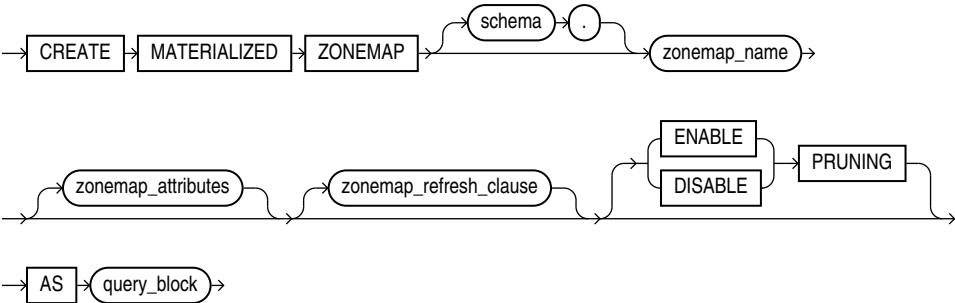 schema .
CREATE MATERIALIZED ZONEMAP zonemap_name
ENABLE
zonemap_attributes zonemap_refresh_clause PRUNING
DISABLE
AS query_block